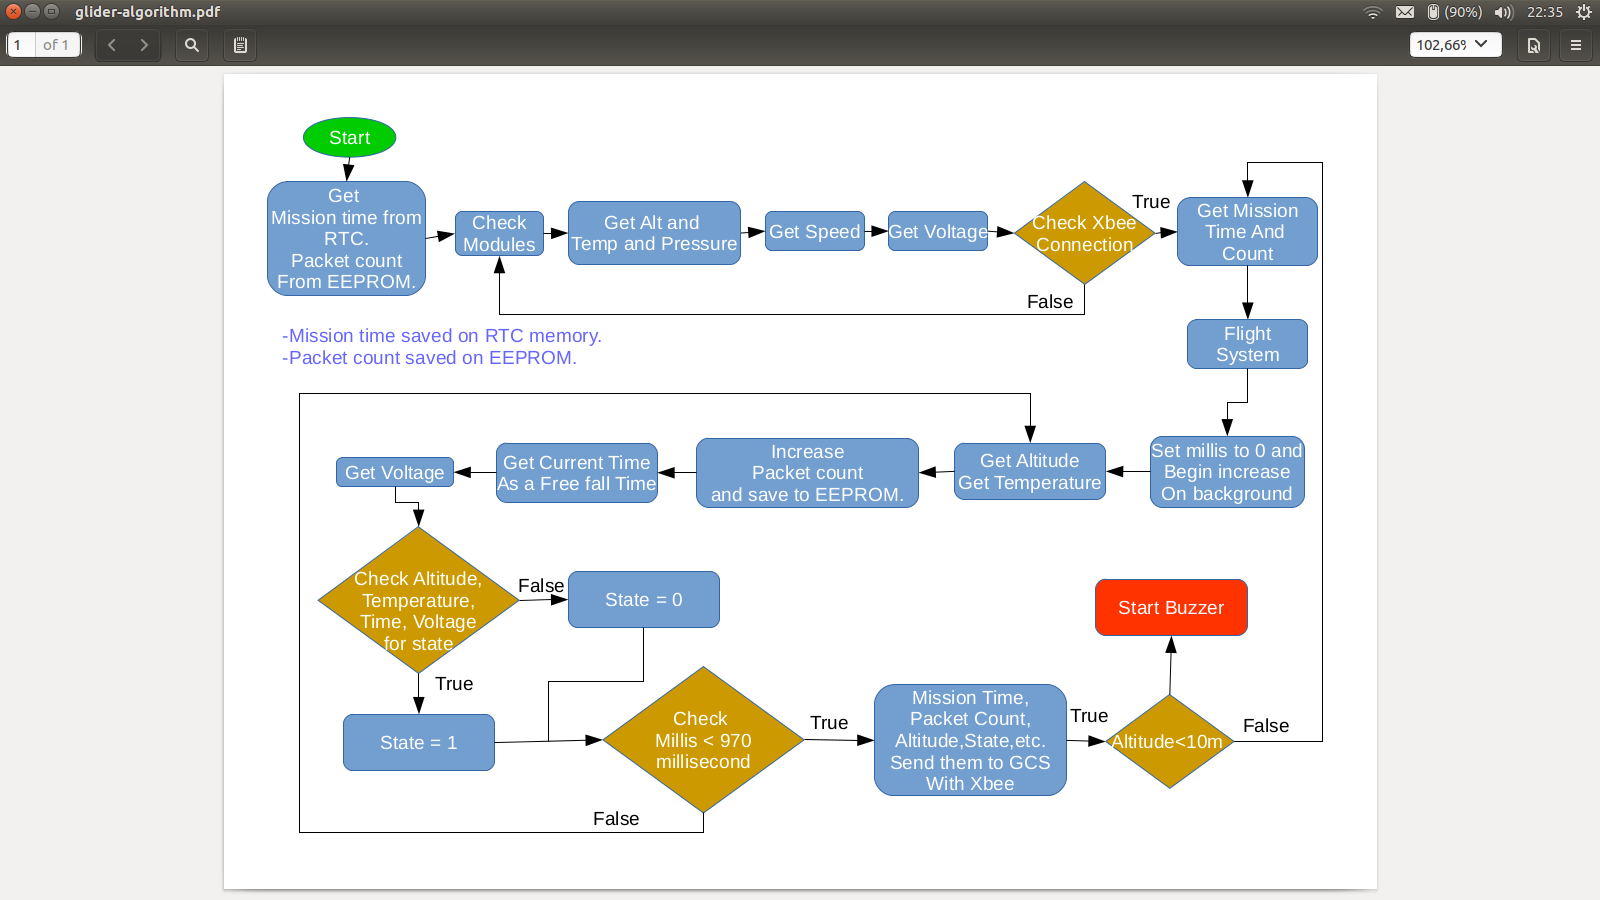 glider-algorithm.pdf
(90%)
22:35
1
of 1
102,66%
Start
Get
Mission time from
RTC.
Packet count
From EEPROM.
Check
Modules
Get Alt and
Temp and Pressure
Get Speed
Get Voltage
Check Xbee
Connection
True
False
Get Mission
Time And
Count
-Mission time saved on RTC memory.
-Packet count saved on EEPROM.
Flight
System
Set millis to 0 and
Begin increase
On background
Get Altitude
Get Temperature
Increase
Packet count
and save to EEPROM.
Get Current Time
As a Free fall Time
Get Voltage
Check Altitude,
Temperature,
Time, Voltage
for state
False
State = 0
True
State = 1
Check
Millis < 970
millisecond
True
False
Mission Time,
Packet Count,
Altitude,State,etc.
Send them to GCS
With Xbee
True
Altitude<10m
False
Start Buzzer